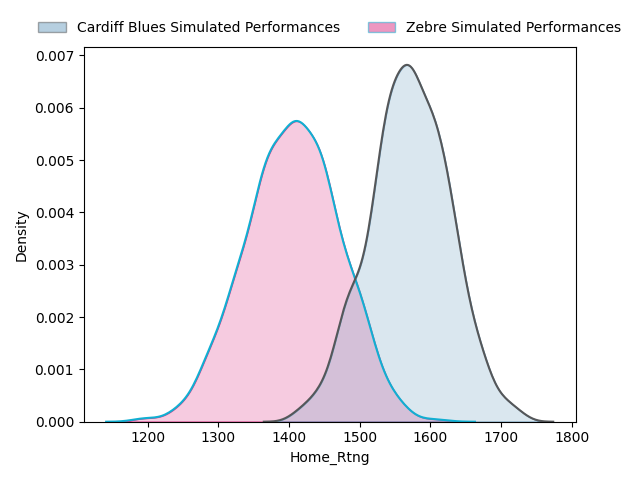 Cardiff Blues Simulated Performances Zebre Simulated Performances
0.007
0.006
0.005
0.004
0.003
0.002
0.001
0.000
Density
1200 1300 1400 1500 1600 1700 1800
Home_Rtng